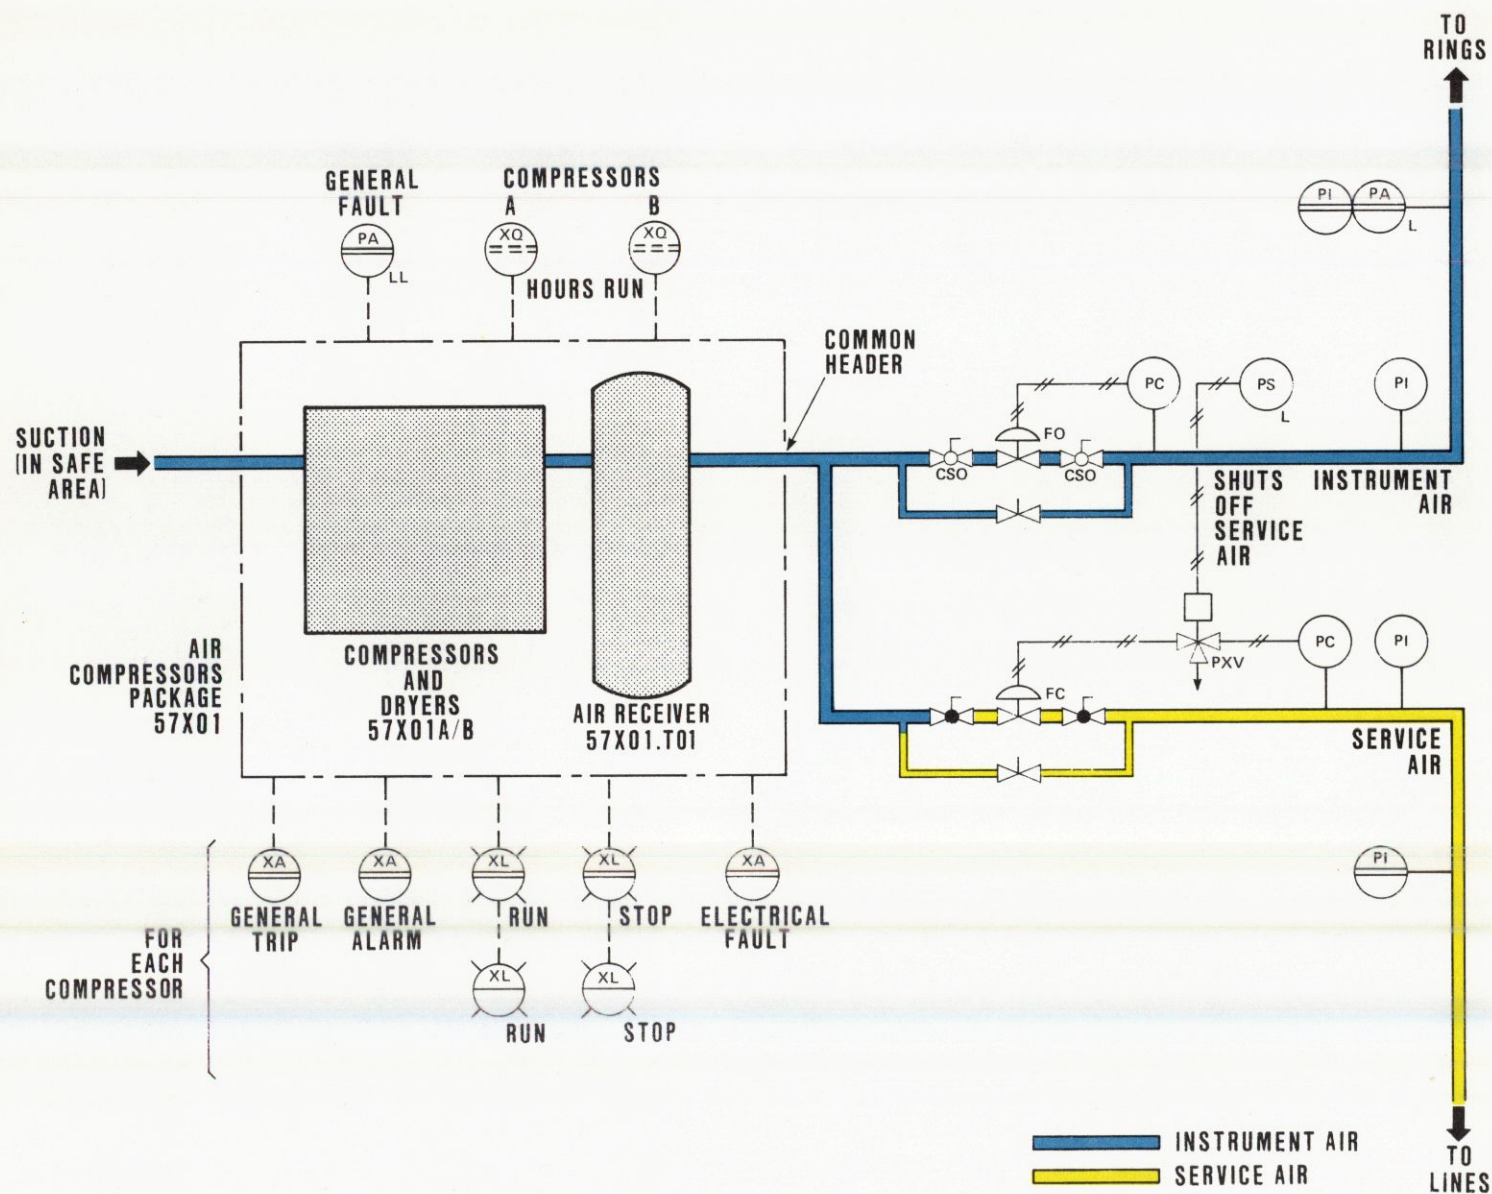 TO
RINGS
GENERAL
FAULT
PA
LL
COMPRESSORS
A B
XQ XQ
HOURS RUN
PI PA
L
COMMON
HEADER
SUCTION
(IN SAFE
AREA)
PC
PS
L
PI
FO
CSO CSO
SHUTS
OFF
SERVICE
AIR
INSTRUMENT
AIR
AIR
COMPRESSORS
PACKAGE
57X01
COMPRESSORS
AND
DRYERS
57X01A/B
AIR RECEIVER
57X01.T01
PXV
PC
PI
FC
SERVICE
AIR
PI
FOR
EACH
COMPRESSOR
XA
GENERAL
TRIP
XA
GENERAL
ALARM
XL
RUN
XL
STOP
XA
ELECTRICAL
FAULT
XL
RUN
XL
STOP
INSTRUMENT AIR
SERVICE AIR
TO
LINES